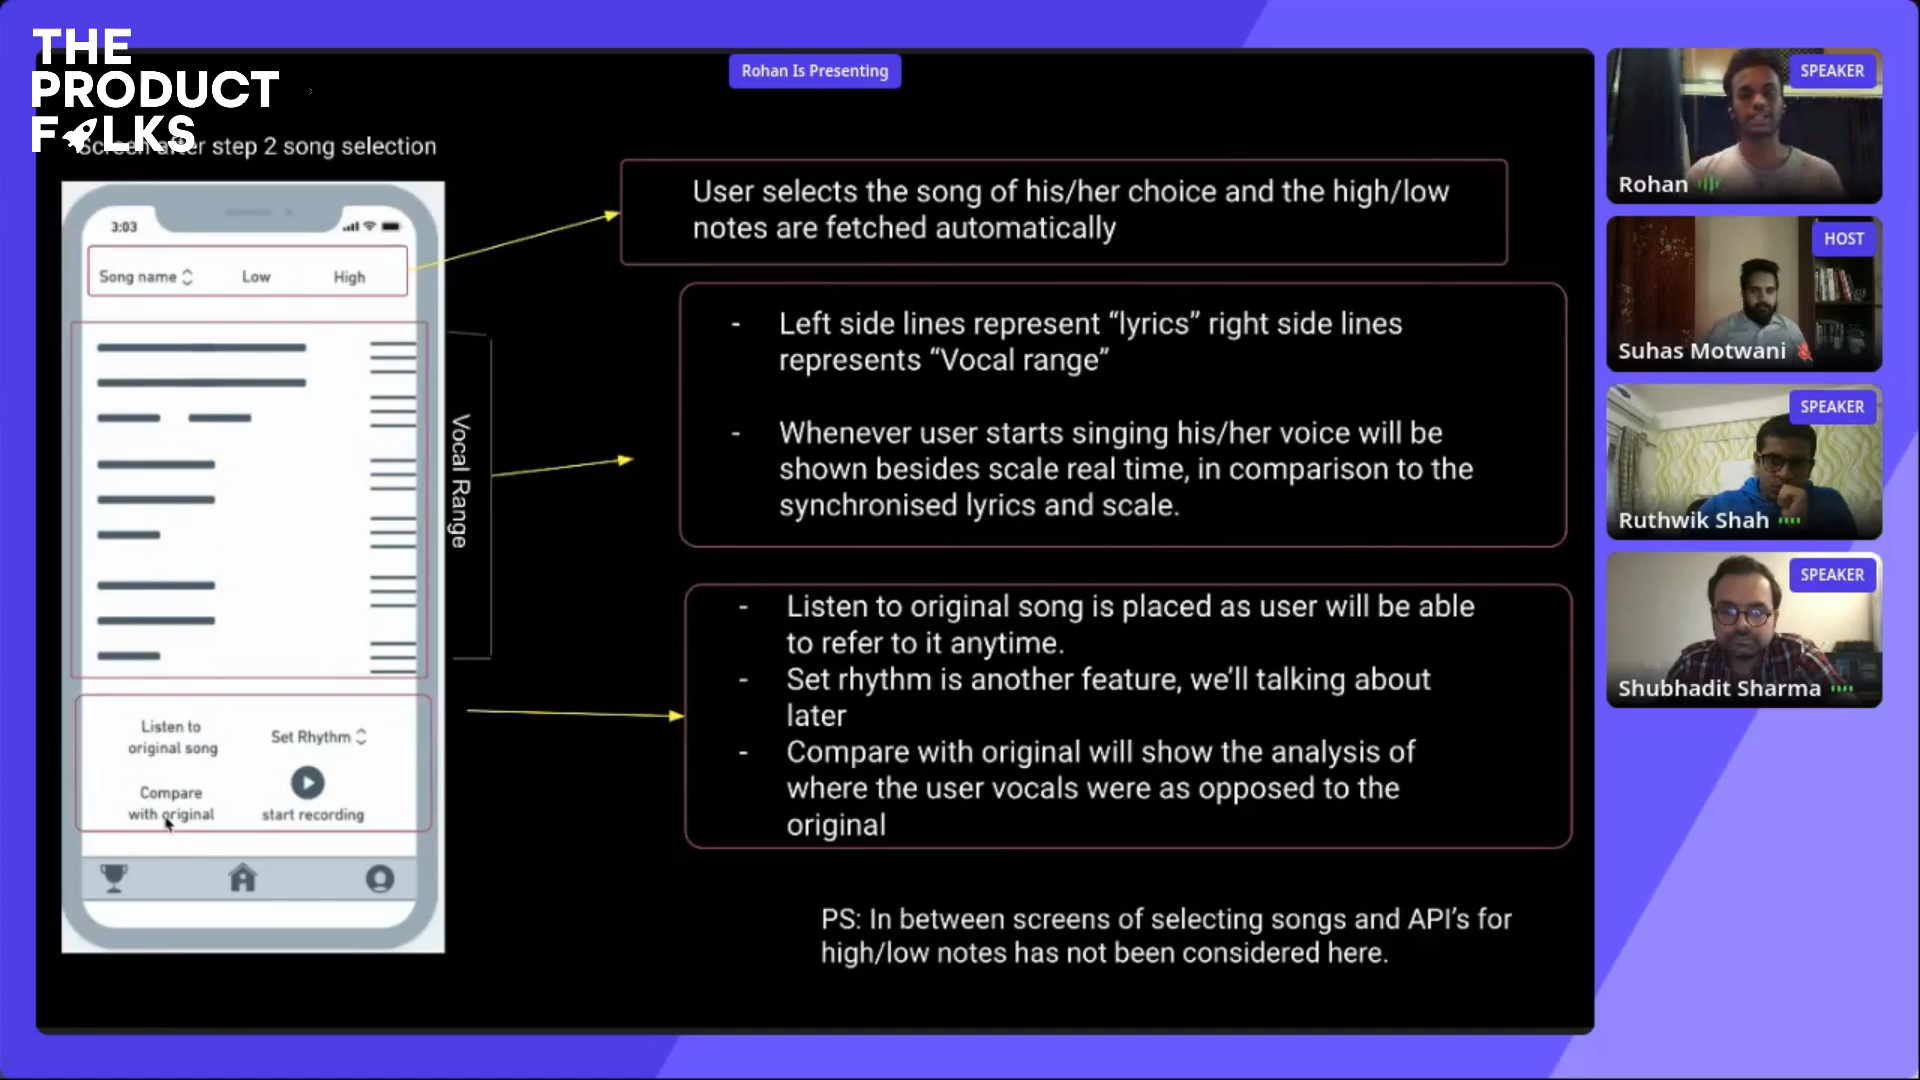 THE
PRODUCT
FOLKS
Rohan Is Presenting
Screen after step 2 song selection
3:03
Song name
Low
High
Vocal Range
Listen to
original song
Set Rhythm
Compare
with original
start recording
User selects the song of his/her choice and the high/low
notes are fetched automatically
- Left side lines represent “lyrics” right side lines
represents “Vocal range”
- Whenever user starts singing his/her voice will be
shown besides scale real time, in comparison to the
synchronised lyrics and scale.
- Listen to original song is placed as user will be able
to refer to it anytime.
- Set rhythm is another feature, we’ll talking about
later
- Compare with original will show the analysis of
where the user vocals were as opposed to the
original
PS: In between screens of selecting songs and API’s for
high/low notes has not been considered here.
SPEAKER
Rohan
HOST
Suhas Motwani
SPEAKER
Ruthwik Shah
SPEAKER
Shubhadit Sharma